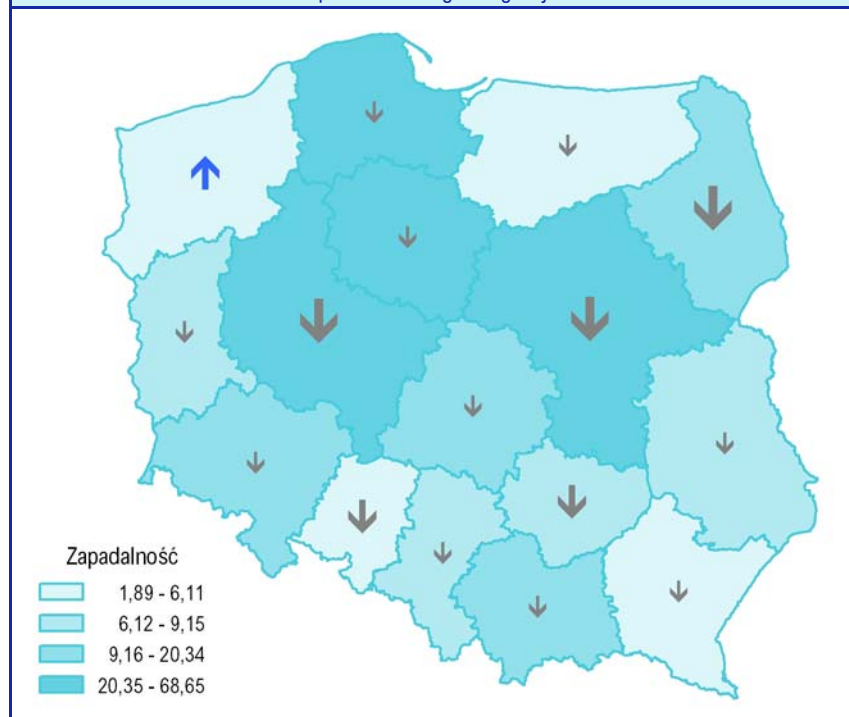 Zapadalność
1,89 - 6,11
6,12 - 9,15
9,16 - 20,34
20,35 - 68,65